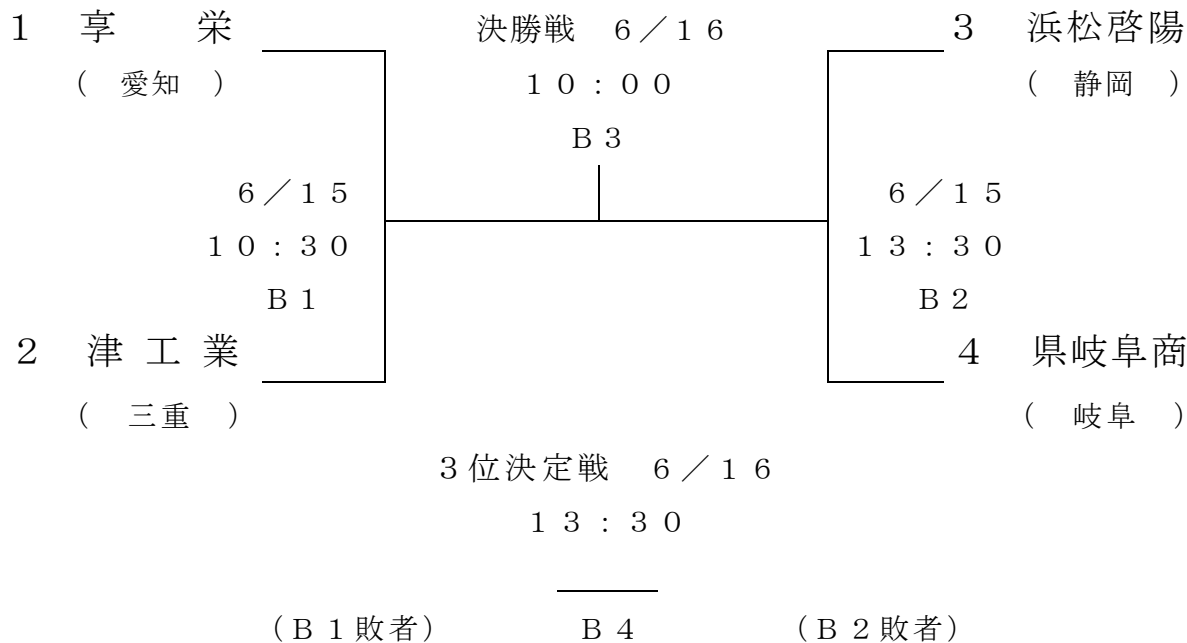 1 享 栄
( 愛知 )
決勝戦 6/16
10:00
B3
3 浜松啓陽
( 静岡 )
6/15
10:30
B1
6/15
13:30
B2
2 津工業
( 三重 )
4 県岐阜商
( 岐阜 )
3位決定戦 6/16
13:30
(B1敗者) B4 (B2敗者)